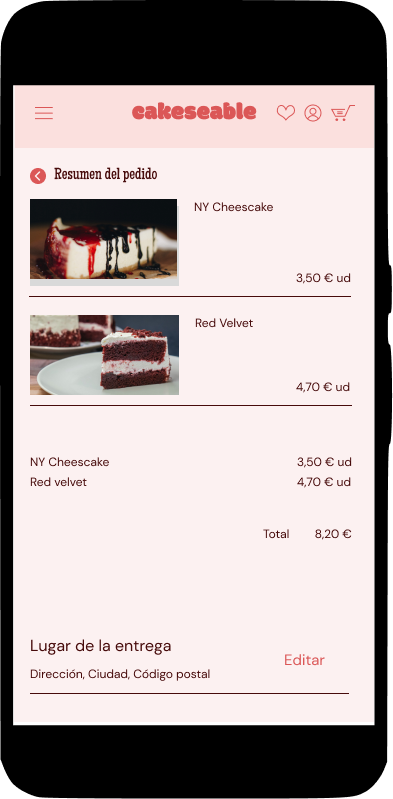 cakeseable
Resumen del pedido
NY Cheescake
3,50 € ud
Red Velvet
4,70 € ud
NY Cheescake 3,50 € ud
Red velvet 4,70 € ud
Total 8,20 €
Lugar de la entrega
Editar
Dirección, Ciudad, Código postal